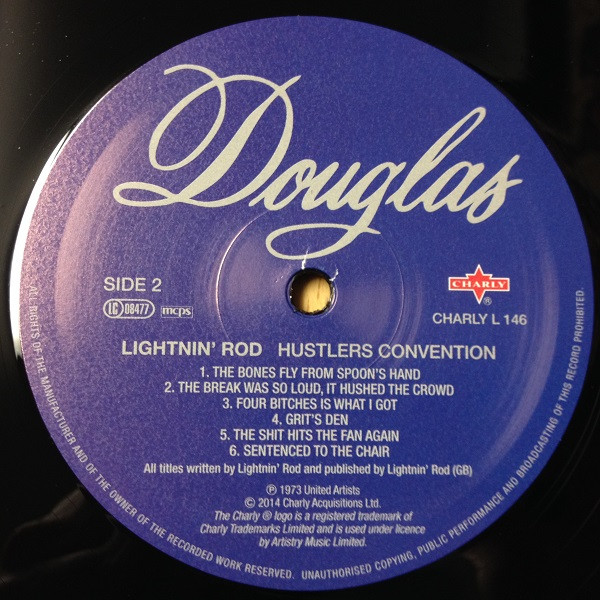 Douglas
SIDE 2
LC 08477 mcps
CHARLY
®
CHARLY L 146
LIGHTNIN' ROD HUSTLERS CONVENTION
1. THE BONES FLY FROM SPOON'S HAND
2. THE BREAK WAS SO LOUD, IT HUSHED THE CROWD
3. FOUR BITCHES IS WHAT I GOT
4. GRIT'S DEN
5. THE SHIT HITS THE FAN AGAIN
6. SENTENCED TO THE CHAIR
All titles written by Lightnin' Rod and published by Lightnin' Rod (GB)
℗ 1973 United Artists
© 2014 Charly Acquisitions Ltd.
The Charly ® logo is a registered trademark of
Charly Trademarks Limited and is used under licence
by Artistry Music Limited.
ALL RIGHTS OF THE MANUFACTURER AND OF THE OWNER OF THE RECORDED WORK RESERVED. UNAUTHORISED COPYING, PUBLIC PERFORMANCE AND BROADCASTING OF THIS RECORD PROHIBITED.